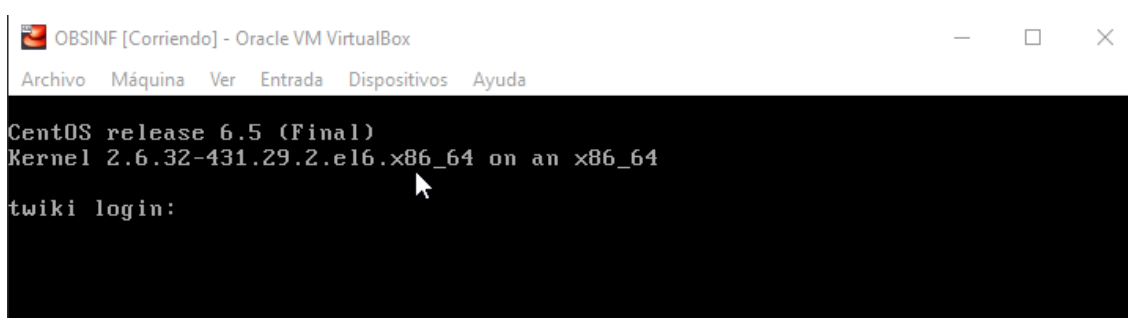 OBSINF [Corriendo] - Oracle VM VirtualBox
Archivo Máquina Ver Entrada Dispositivos Ayuda
CentOS release 6.5 (Final)
Kernel 2.6.32-431.29.2.el6.x86_64 on an x86_64
twiki login: